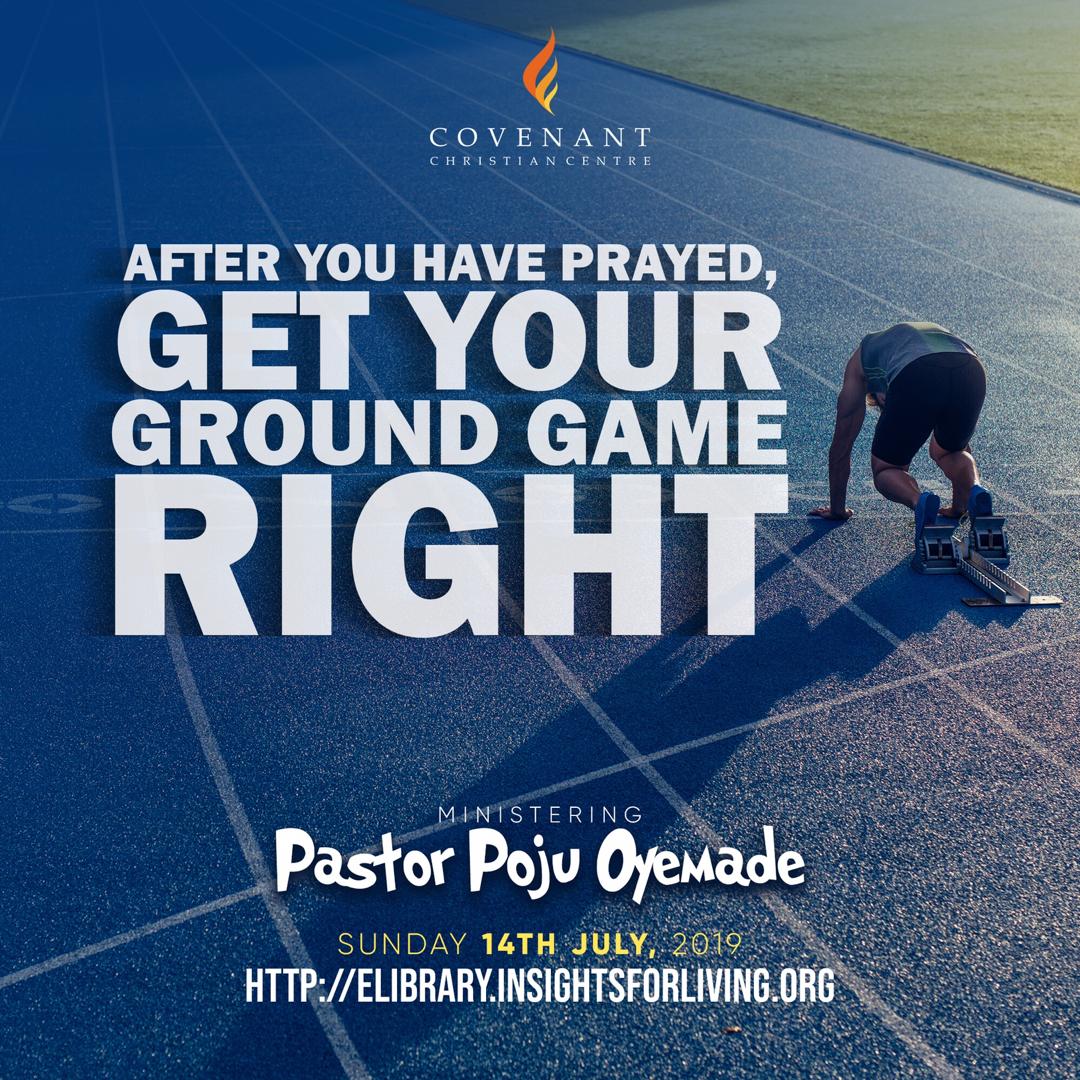 COVENANT
CHRISTIAN CENTRE
AFTER YOU HAVE PRAYED,
GET YOUR
GROUND GAME
RIGHT
MINISTERING
Pastor Poju Oyemade
SUNDAY 14TH JULY, 2019
HTTP://ELIBRARY.INSIGHTSFORLIVING.ORG